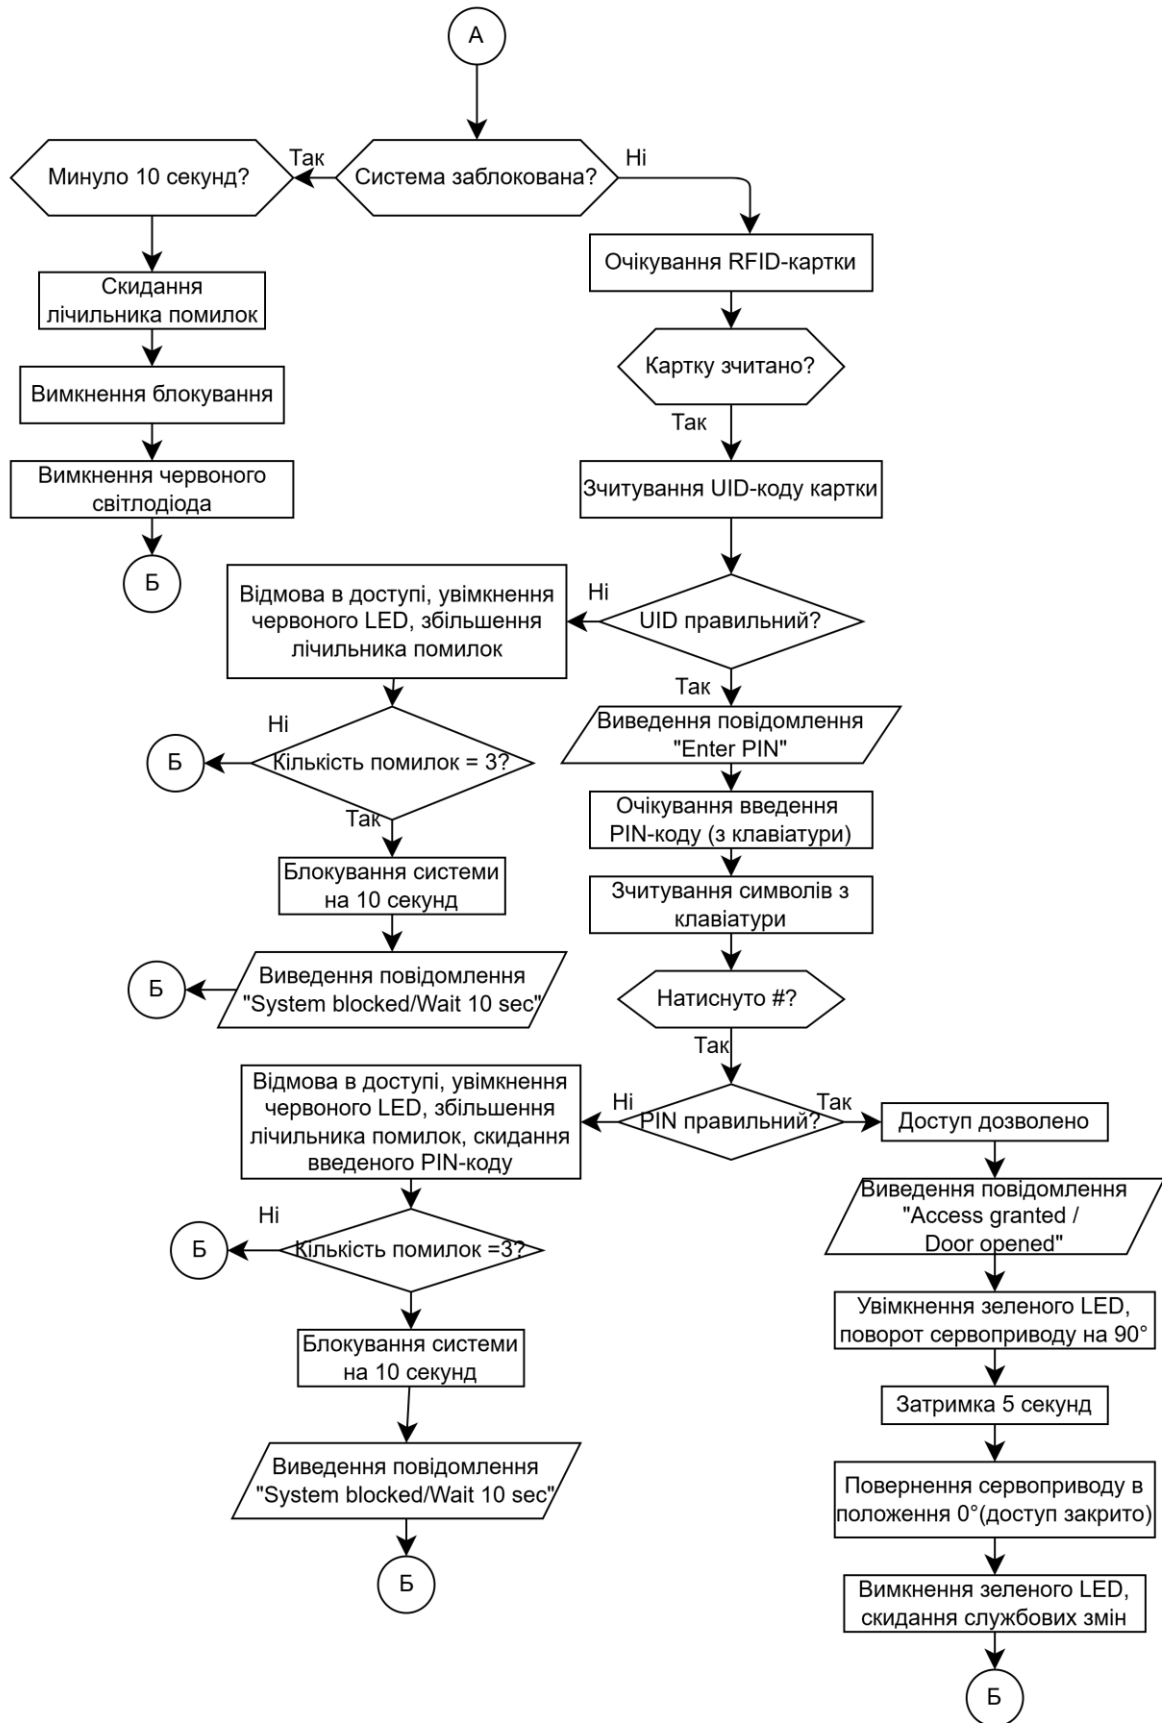 А
Минуло 10 секунд?
Так
Система заблокована?
Ні
Очікування RFID-картки
Скидання
лічильника помилок
Картку зчитано?
Вимкнення блокування
Так
Вимкнення червоного
світлодіода
Зчитування UID-коду картки
Б
Відмова в доступі, увімкнення
червоного LED, збільшення
лічильника помилок
Ні
UID правильний?
Так
Ні
Виведення повідомлення
"Enter PIN"
Б
Кількість помилок = 3?
Так
Очікування введення
PIN-коду (з клавіатури)
Блокування системи
на 10 секунд
Зчитування символів з
клавіатури
Б
Виведення повідомлення
"System blocked/Wait 10 sec"
Натиснуто #?
Так
Відмова в доступі, увімкнення
червоного LED, збільшення
лічильника помилок, скидання
введеного PIN-коду
Ні
PIN правильний?
Так
Доступ дозволено
Виведення повідомлення
"Access granted /
Door opened"
Ні
Б
Кількість помилок =3?
Увімкнення зеленого LED,
поворот сервоприводу на 90°
Блокування системи
на 10 секунд
Затримка 5 секунд
Виведення повідомлення
"System blocked/Wait 10 sec"
Повернення сервоприводу в
положення 0°(доступ закрито)
Б
Вимкнення зеленого LED,
скидання службових змін
Б